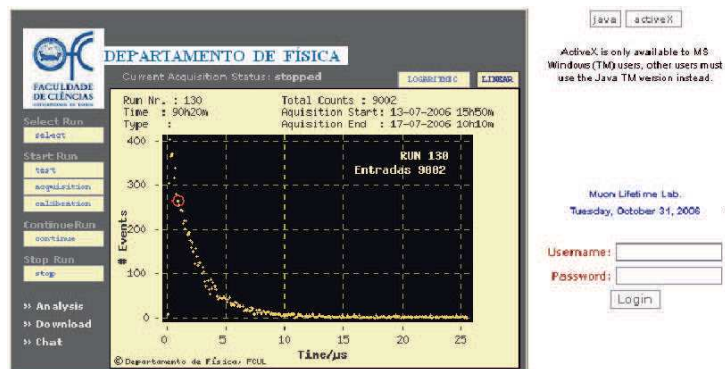 FACULDADE
DE CIÊNCIAS
DEPARTAMENTO DE FÍSICA
Current Acquisition Status: stopped
LOGARITMIC LINEAR
Select Run
select
Start Run
test
acquisition
calibration
Continue Run
continue
Stop Run
stop
>> Analysis
>> Download
>> Chat
Run Nr. : 130 Total Counts : 9002
Time : 90h20m Aquisition Start: 13-07-2006 15h50m
Type : Aquisition End : 17-07-2006 10h10m
RUN 130
Entradas 9002
# Events
400
300
200
100
0
0 5 10 15 20 25
Time/µs
© Departamento de Física, FCUL
java activeX
ActiveX is only available to MS
Windows (TM) users, other users must
use the Java TM version instead.
Muon Lifetime Lab.
Tuesday, October 31, 2006
Username:
Password:
Login